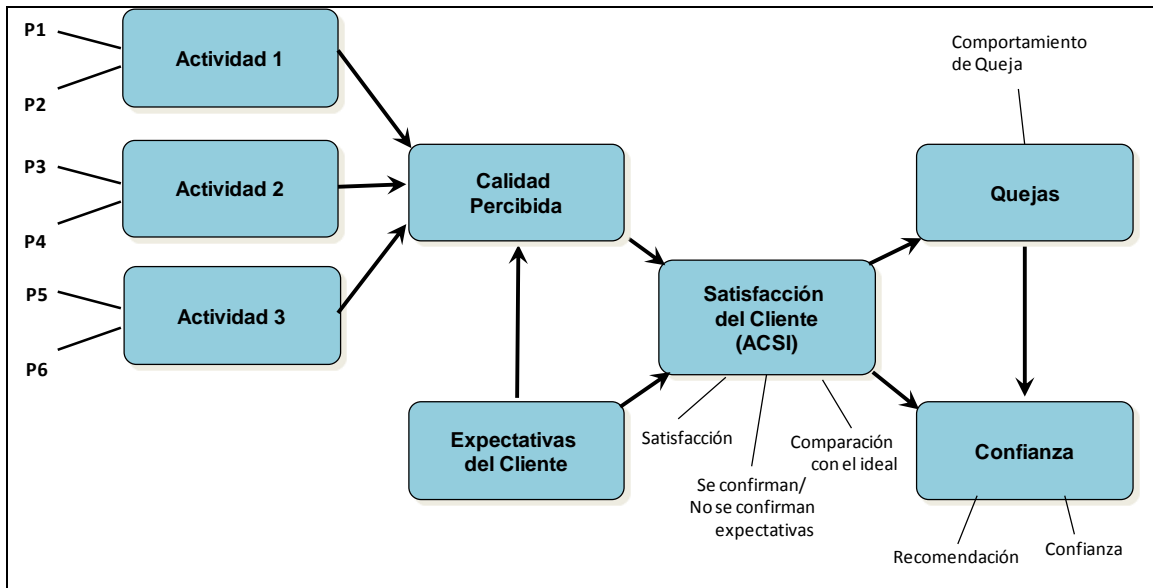 P1
P2
Actividad 1
P3
P4
Actividad 2
P5
P6
Actividad 3
Calidad
Percibida
Expectativas
del Cliente
Satisfacción
del Cliente
(ACSI)
Satisfacción
Se confirman/
No se confirman
expectativas
Comparación
con el ideal
Comportamiento
de Queja
Quejas
Confianza
Recomendación
Confianza